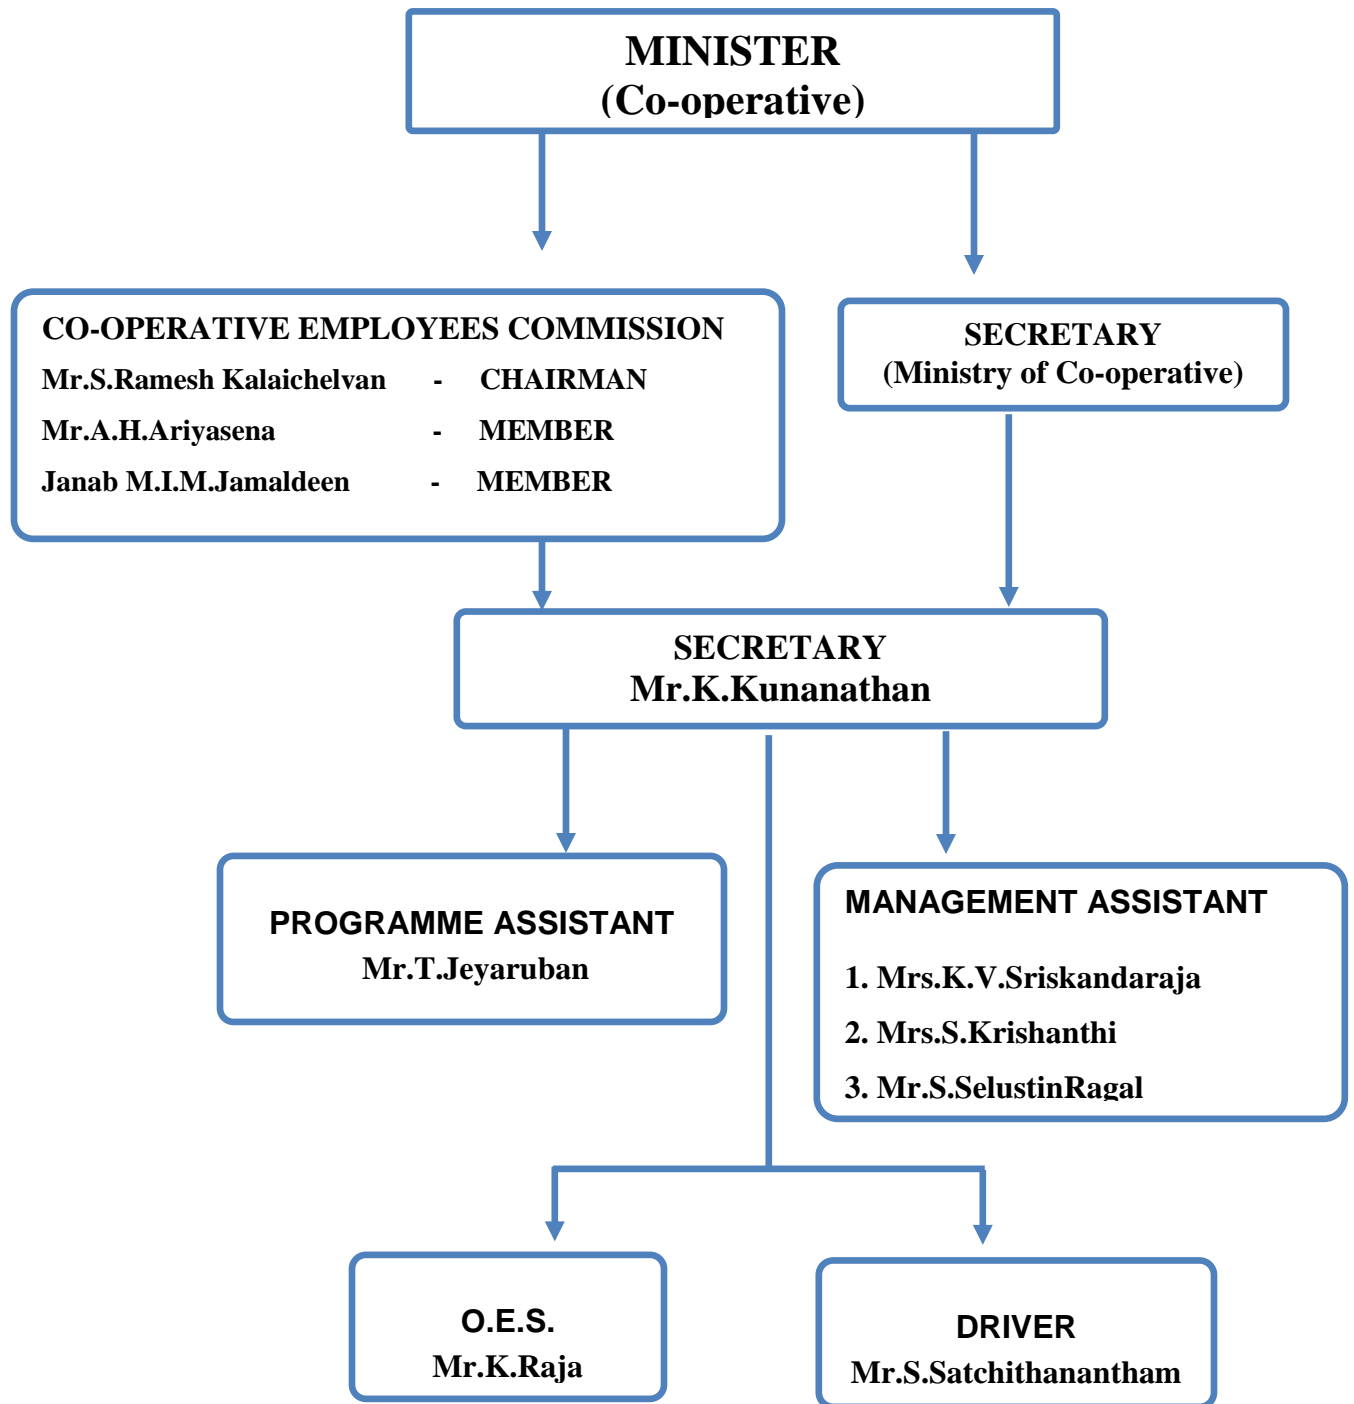 MINISTER
(Co-operative)
CO-OPERATIVE EMPLOYEES COMMISSION
Mr.S.Ramesh Kalaichelvan - CHAIRMAN
Mr.A.H.Ariyasena - MEMBER
Janab M.I.M.Jamaldeen - MEMBER
SECRETARY
(Ministry of Co-operative)
SECRETARY
Mr.K.Kunanathan
PROGRAMME ASSISTANT
Mr.T.Jeyaruban
MANAGEMENT ASSISTANT
1. Mrs.K.V.Sriskandaraja
2. Mrs.S.Krishanthi
3. Mr.S.SelustinRagal
O.E.S.
Mr.K.Raja
DRIVER
Mr.S.Satchithanantham